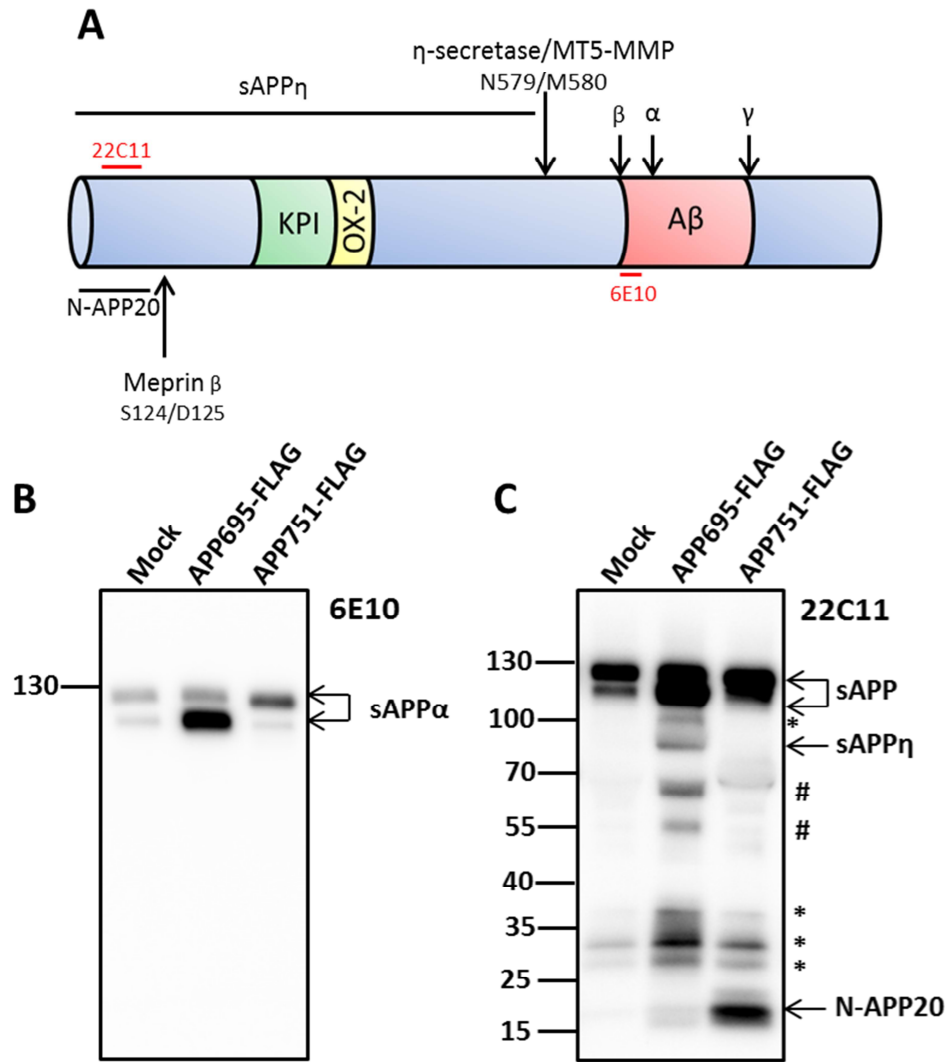 A
η-secretase/MT5-MMP
N579/M580
sAPPη
β α γ
22C11
KPI OX-2 Aβ
6E10
N-APP20
Meprin β
S124/D125
B
Mock APP695-FLAG APP751-FLAG
6E10
130
sAPPα
C
Mock APP695-FLAG APP751-FLAG
22C11
130
sAPP
100 *
sAPPη
70
#
55 #
40
35 *
*
25 *
N-APP20
15